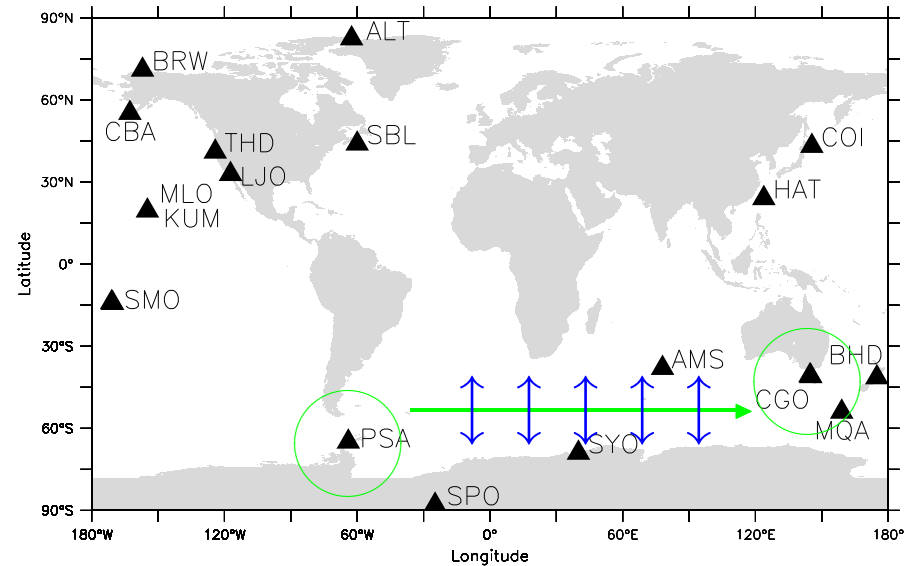 90°N
ALT
BRW
60°N
CBA
THD
SBL
COI
LJO
30°N
MLO
HAT
KUM
Latitude
0°
SMO
30°S
BHD
AMS
CGO
60°S
PSA
SYO
MQA
SPO
90°S
180°W
120°W
60°W
0°
60°E
120°E
180°
Longitude